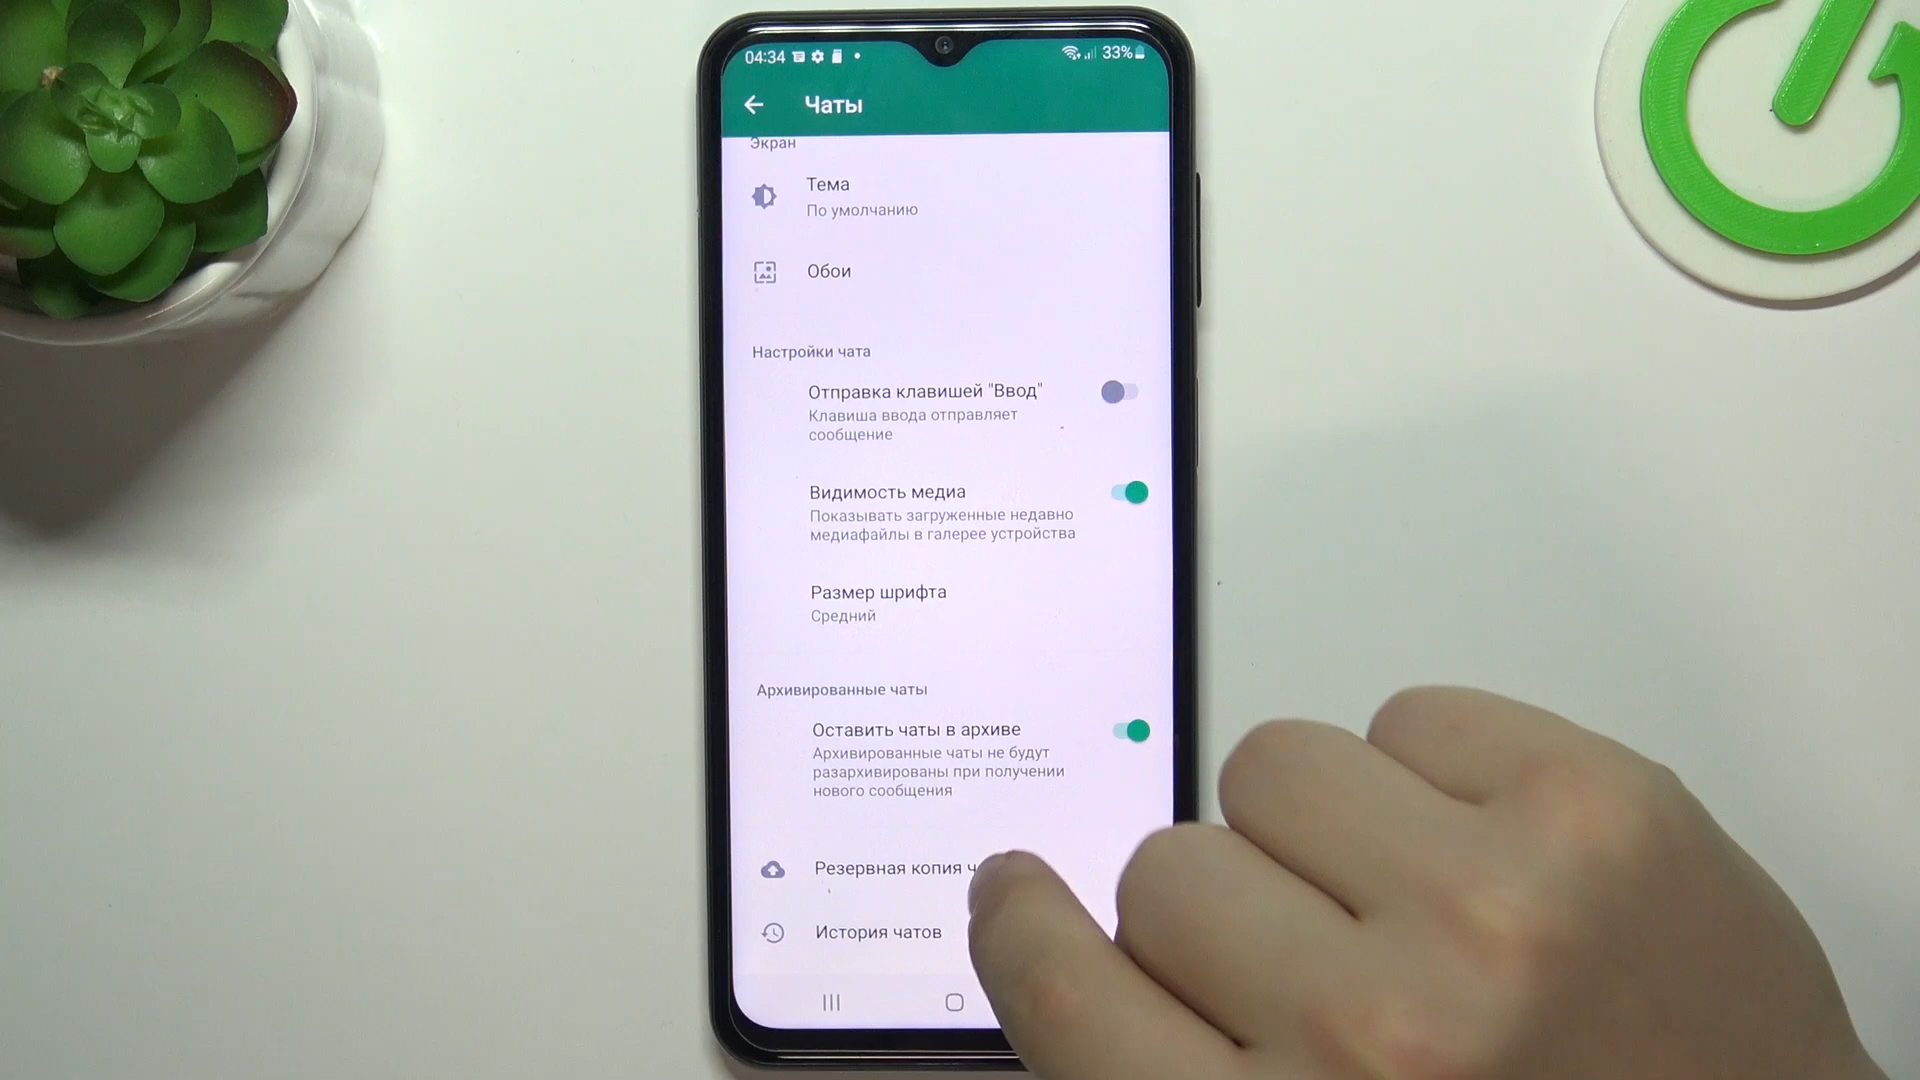 04:34 33%
Чаты
Экран
Тема
По умолчанию
Обои
Настройки чата
Отправка клавишей "Ввод"
Клавиша ввода отправляет
сообщение
Видимость медиа
Показывать загруженные недавно
медиафайлы в галерее устройства
Размер шрифта
Средний
Архивированные чаты
Оставить чаты в архиве
Архивированные чаты не будут
разархивированы при получении
нового сообщения
Резервная копия
История чатов